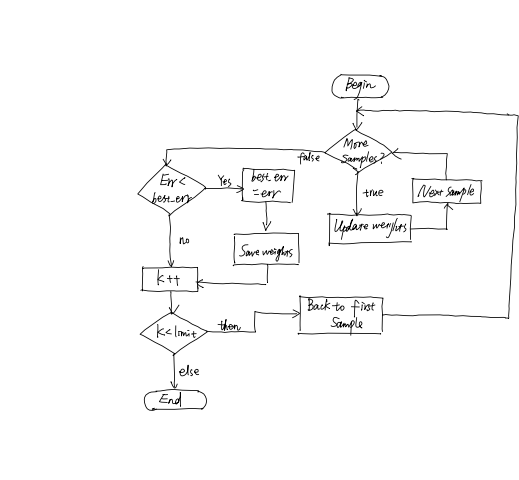 Begin
More
Samples?
false
true
Update weights
Next sample
Err <
best_err
Yes
best_err
= err
Save weights
no
K++
K<limit
then
Back to first
Sample
else
End